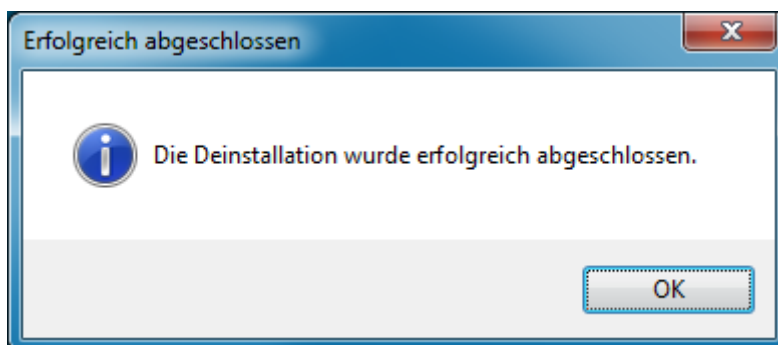 Erfolgreich abgeschlossen
Die Deinstallation wurde erfolgreich abgeschlossen.
OK